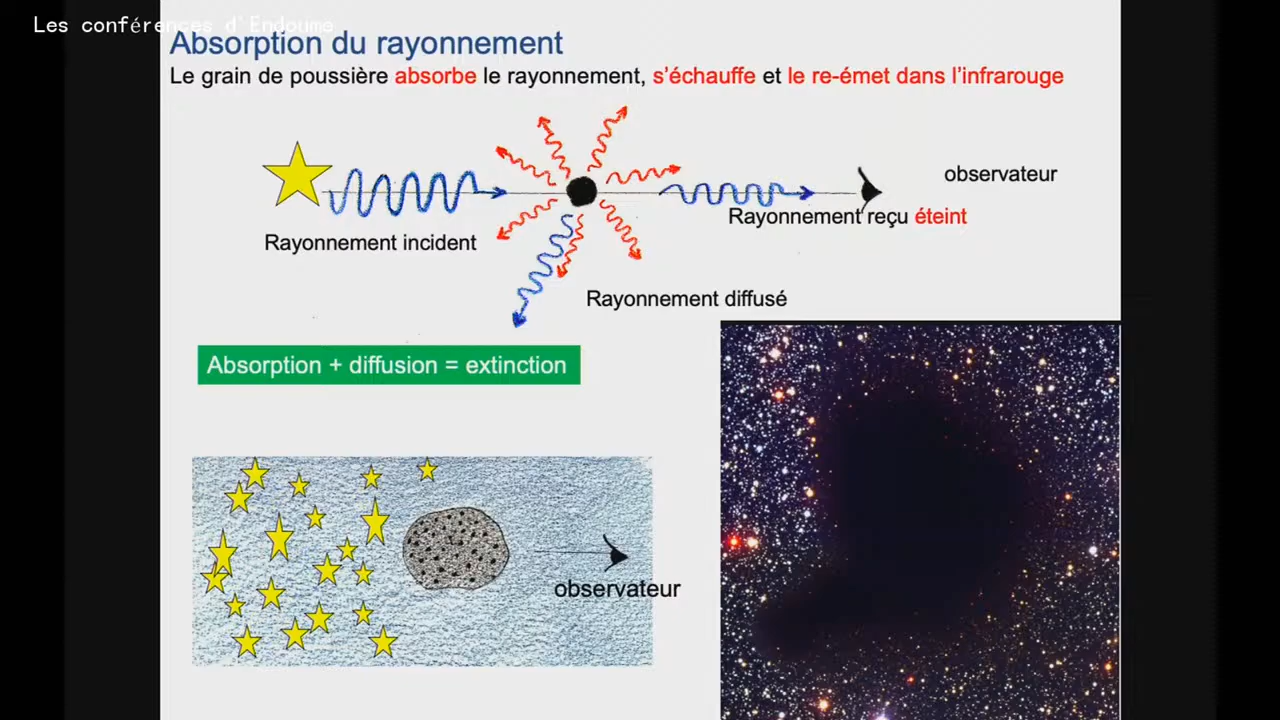 Les conférences d'Endoume
Absorption du rayonnement
Le grain de poussière absorbe le rayonnement, s'échauffe et le re-émet dans l'infrarouge
observateur
Rayonnement reçu éteint
Rayonnement incident
Rayonnement diffusé
Absorption + diffusion = extinction
observateur